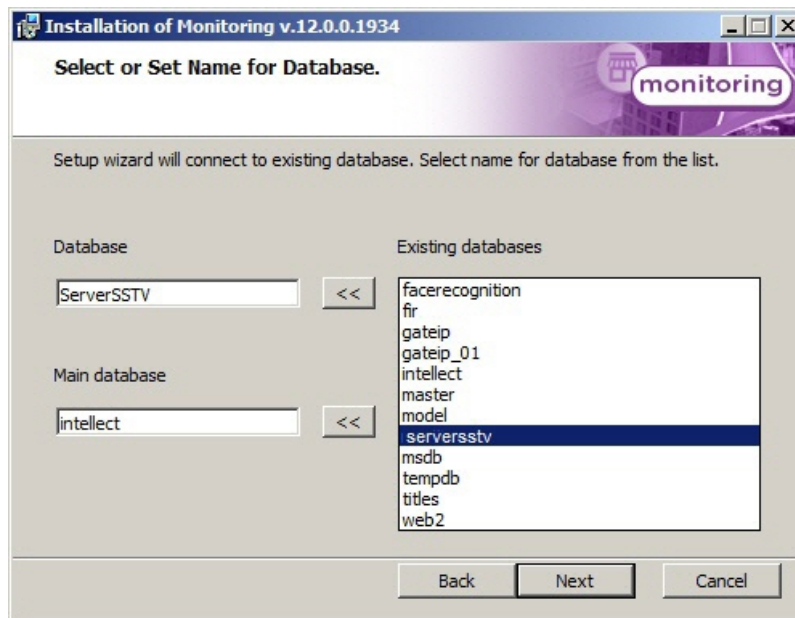 Installation of Monitoring v.12.0.0.1934
Select or Set Name for Database.
monitoring
Setup wizard will connect to existing database. Select name for database from the list.
Database
ServerSSTV
<<
Main database
intellect
<<
Existing databases
facerecognition
fir
gateip
gateip_01
intellect
master
model
serversstv
msdb
tempdb
titles
web2
Back
Next
Cancel